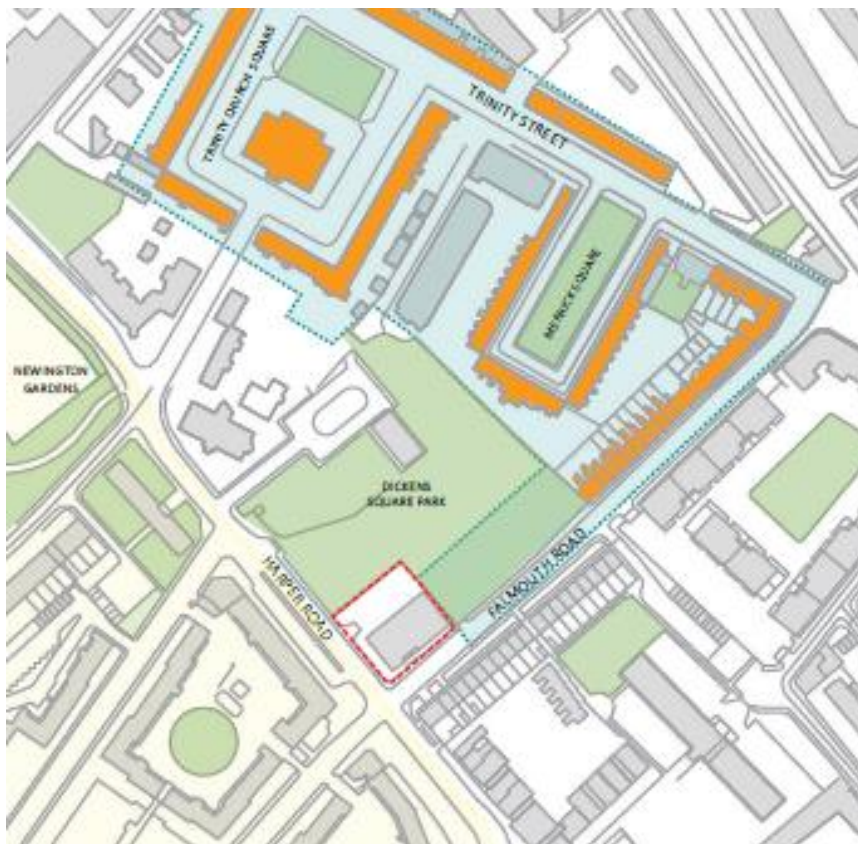 TRINITY CHURCH SQUARE
TRINITY STREET
MERRICK SQUARE
NEWINGTON
GARDENS
DICKENS
SQUARE PARK
HARPER ROAD
FALMOUTH ROAD